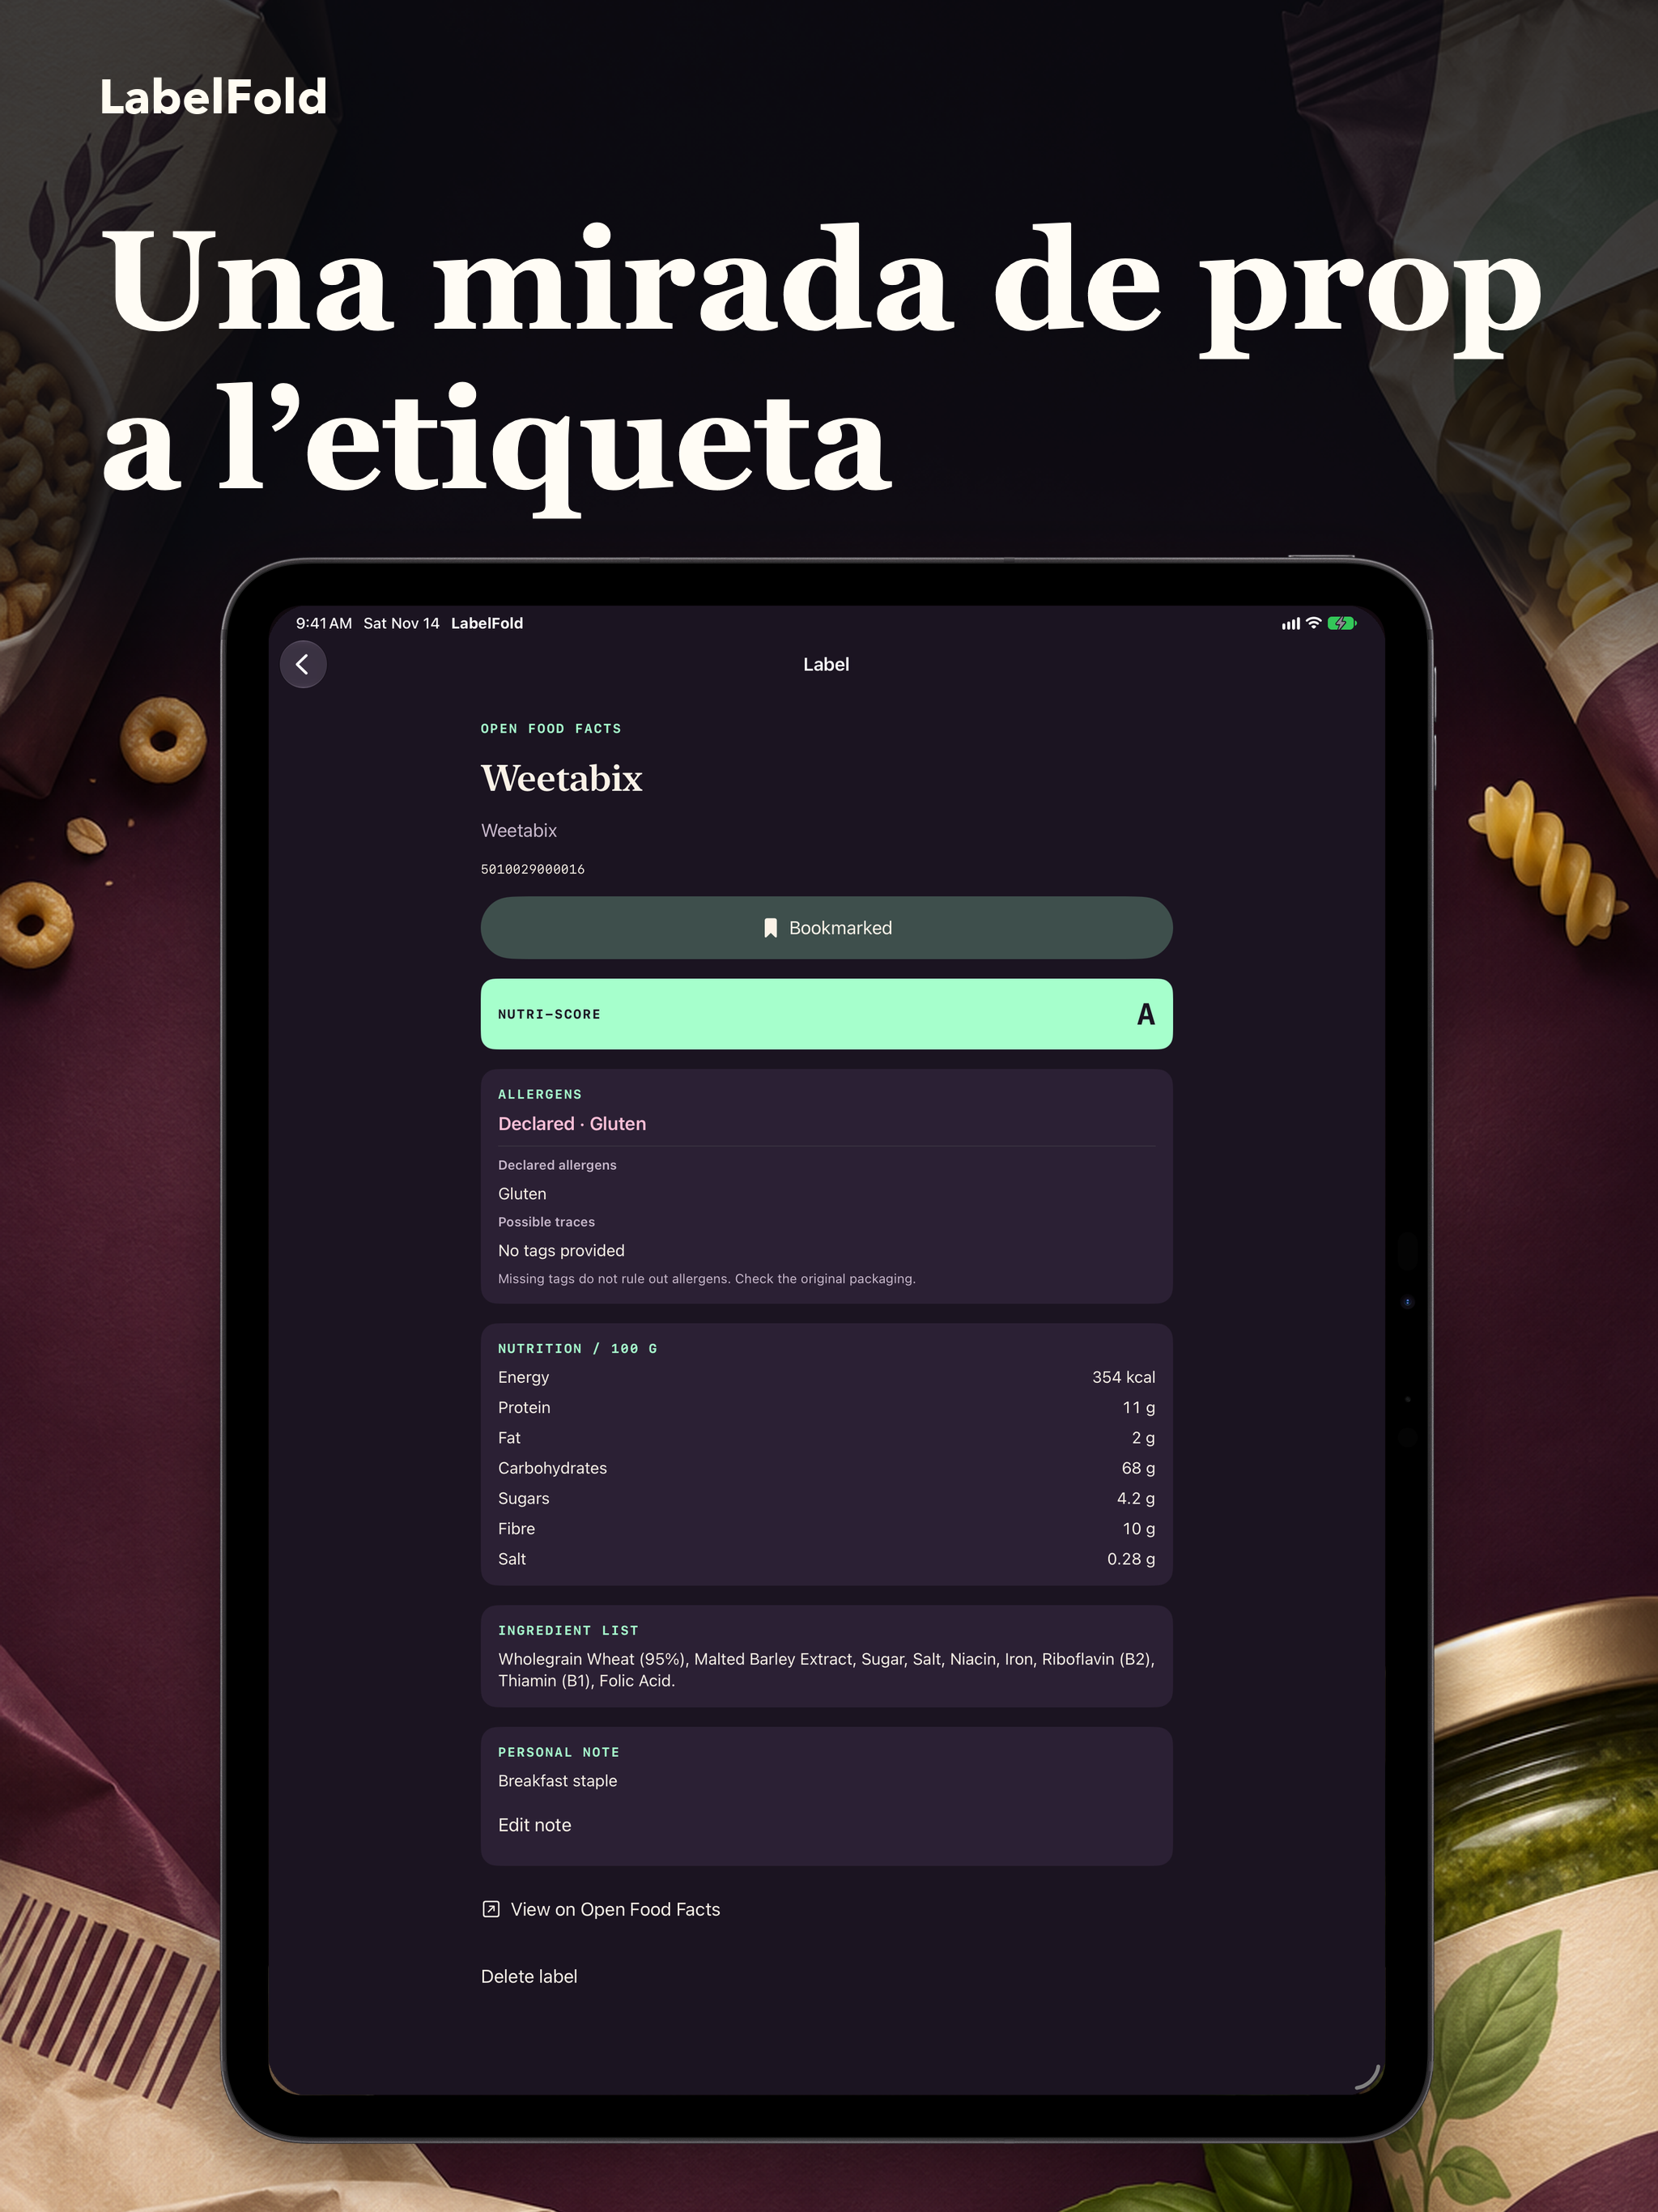 LabelFold
Una mirada de prop
a l’etiqueta
9:41 AM Sat Nov 14 LabelFold
Label
OPEN FOOD FACTS
Weetabix
Weetabix
5010029000016
Bookmarked
NUTRI-SCORE A
ALLERGENS
Declared · Gluten
Declared allergens
Gluten
Possible traces
No tags provided
Missing tags do not rule out allergens. Check the original packaging.
NUTRITION / 100 G
Energy 354 kcal
Protein 11 g
Fat 2 g
Carbohydrates 68 g
Sugars 4.2 g
Fibre 10 g
Salt 0.28 g
INGREDIENT LIST
Wholegrain Wheat (95%), Malted Barley Extract, Sugar, Salt, Niacin, Iron, Riboflavin (B2),
Thiamin (B1), Folic Acid.
PERSONAL NOTE
Breakfast staple
Edit note
View on Open Food Facts
Delete label